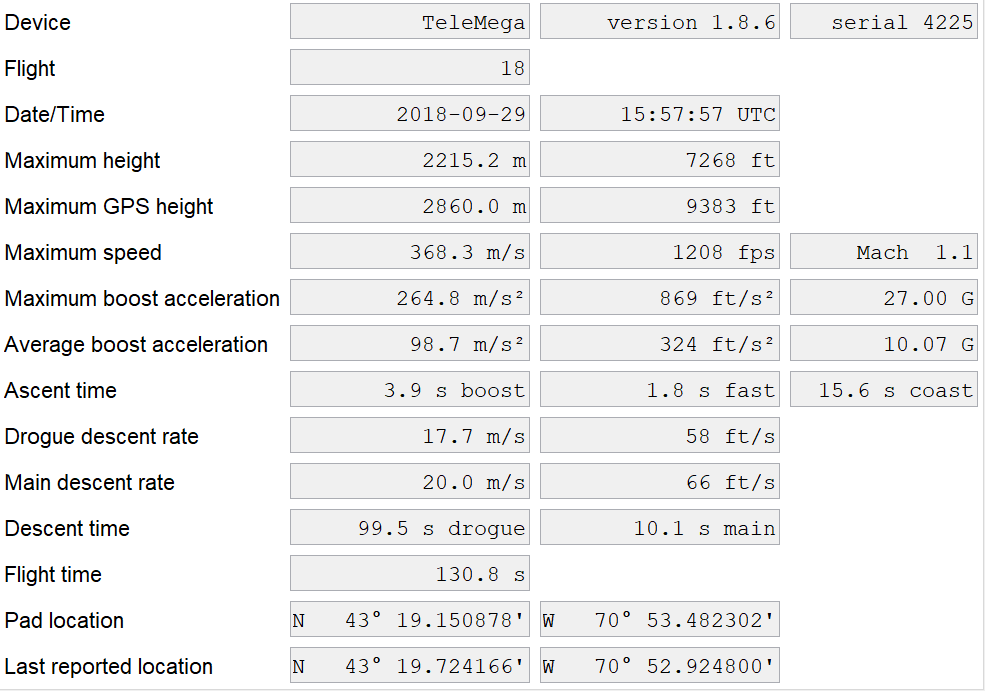 Device TeleMega version 1.8.6 serial 4225
Flight 18
Date/Time 2018-09-29 15:57:57 UTC
Maximum height 2215.2 m 7268 ft
Maximum GPS height 2860.0 m 9383 ft
Maximum speed 368.3 m/s 1208 fps Mach 1.1
Maximum boost acceleration 264.8 m/s² 869 ft/s² 27.00 G
Average boost acceleration 98.7 m/s² 324 ft/s² 10.07 G
Ascent time 3.9 s boost 1.8 s fast 15.6 s coast
Drogue descent rate 17.7 m/s 58 ft/s
Main descent rate 20.0 m/s 66 ft/s
Descent time 99.5 s drogue 10.1 s main
Flight time 130.8 s
Pad location N 43° 19.150878' W 70° 53.482302'
Last reported location N 43° 19.724166' W 70° 52.924800'